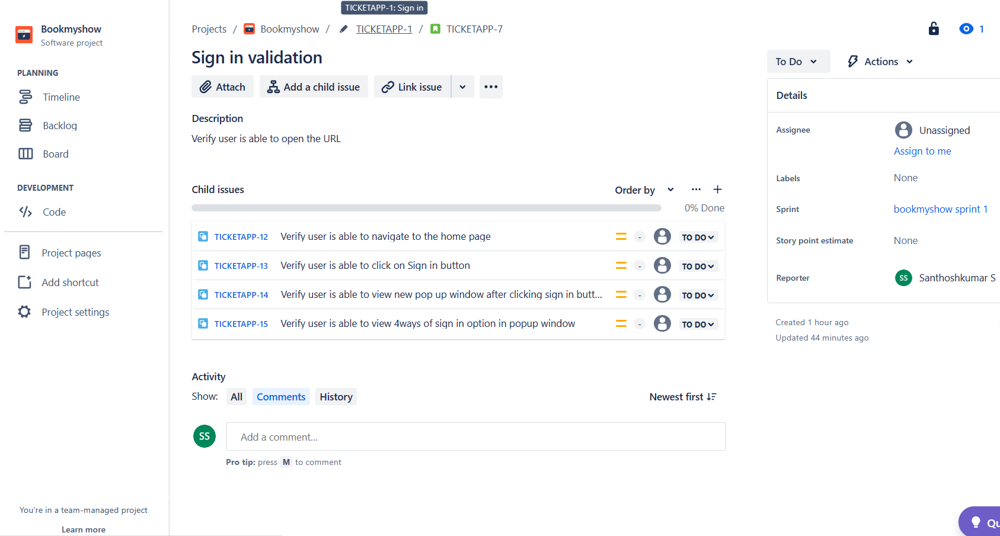 TICKETAPP-1: Sign in
Bookmyshow
Software project
PLANNING
Timeline
Backlog
Board
DEVELOPMENT
Code
Project pages
Add shortcut
Project settings
You're in a team-managed project
Learn more
Projects / Bookmyshow / TICKETAPP-1 / TICKETAPP-7
1
Sign in validation
Attach Add a child issue Link issue
Description
Verify user is able to open the URL
Child issues Order by
0% Done
TICKETAPP-12 Verify user is able to navigate to the home page - TO DO
TICKETAPP-13 Verify user is able to click on Sign in button - TO DO
TICKETAPP-14 Verify user is able to view new pop up window after clicking sign in butt... - TO DO
TICKETAPP-15 Verify user is able to view 4ways of sign in option in popup window - TO DO
Activity
Show: All Comments History Newest first
SS Add a comment...
Pro tip: press M to comment
To Do Actions
Details
Assignee Unassigned
Assign to me
Labels None
Sprint bookmyshow sprint 1
Story point estimate None
Reporter SS Santhoshkumar S
Created 1 hour ago
Updated 44 minutes ago
Qu